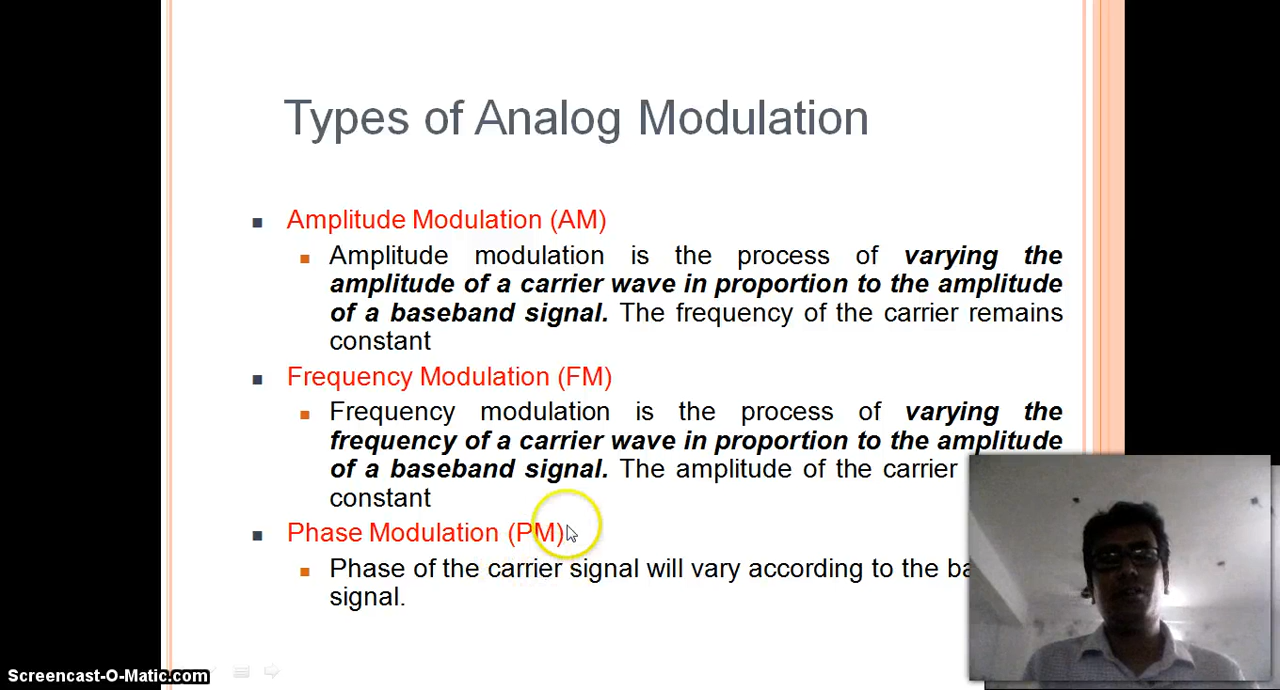 Types of Analog Modulation
Amplitude Modulation (AM)
Amplitude modulation is the process of varying the
amplitude of a carrier wave in proportion to the amplitude
of a baseband signal. The frequency of the carrier remains
constant
Frequency Modulation (FM)
Frequency modulation is the process of varying the
frequency of a carrier wave in proportion to the amplitude
of a baseband signal. The amplitude of the carrier
constant
Phase Modulation (PM)
Phase of the carrier signal will vary according to the
signal.
Screencast-O-Matic.com